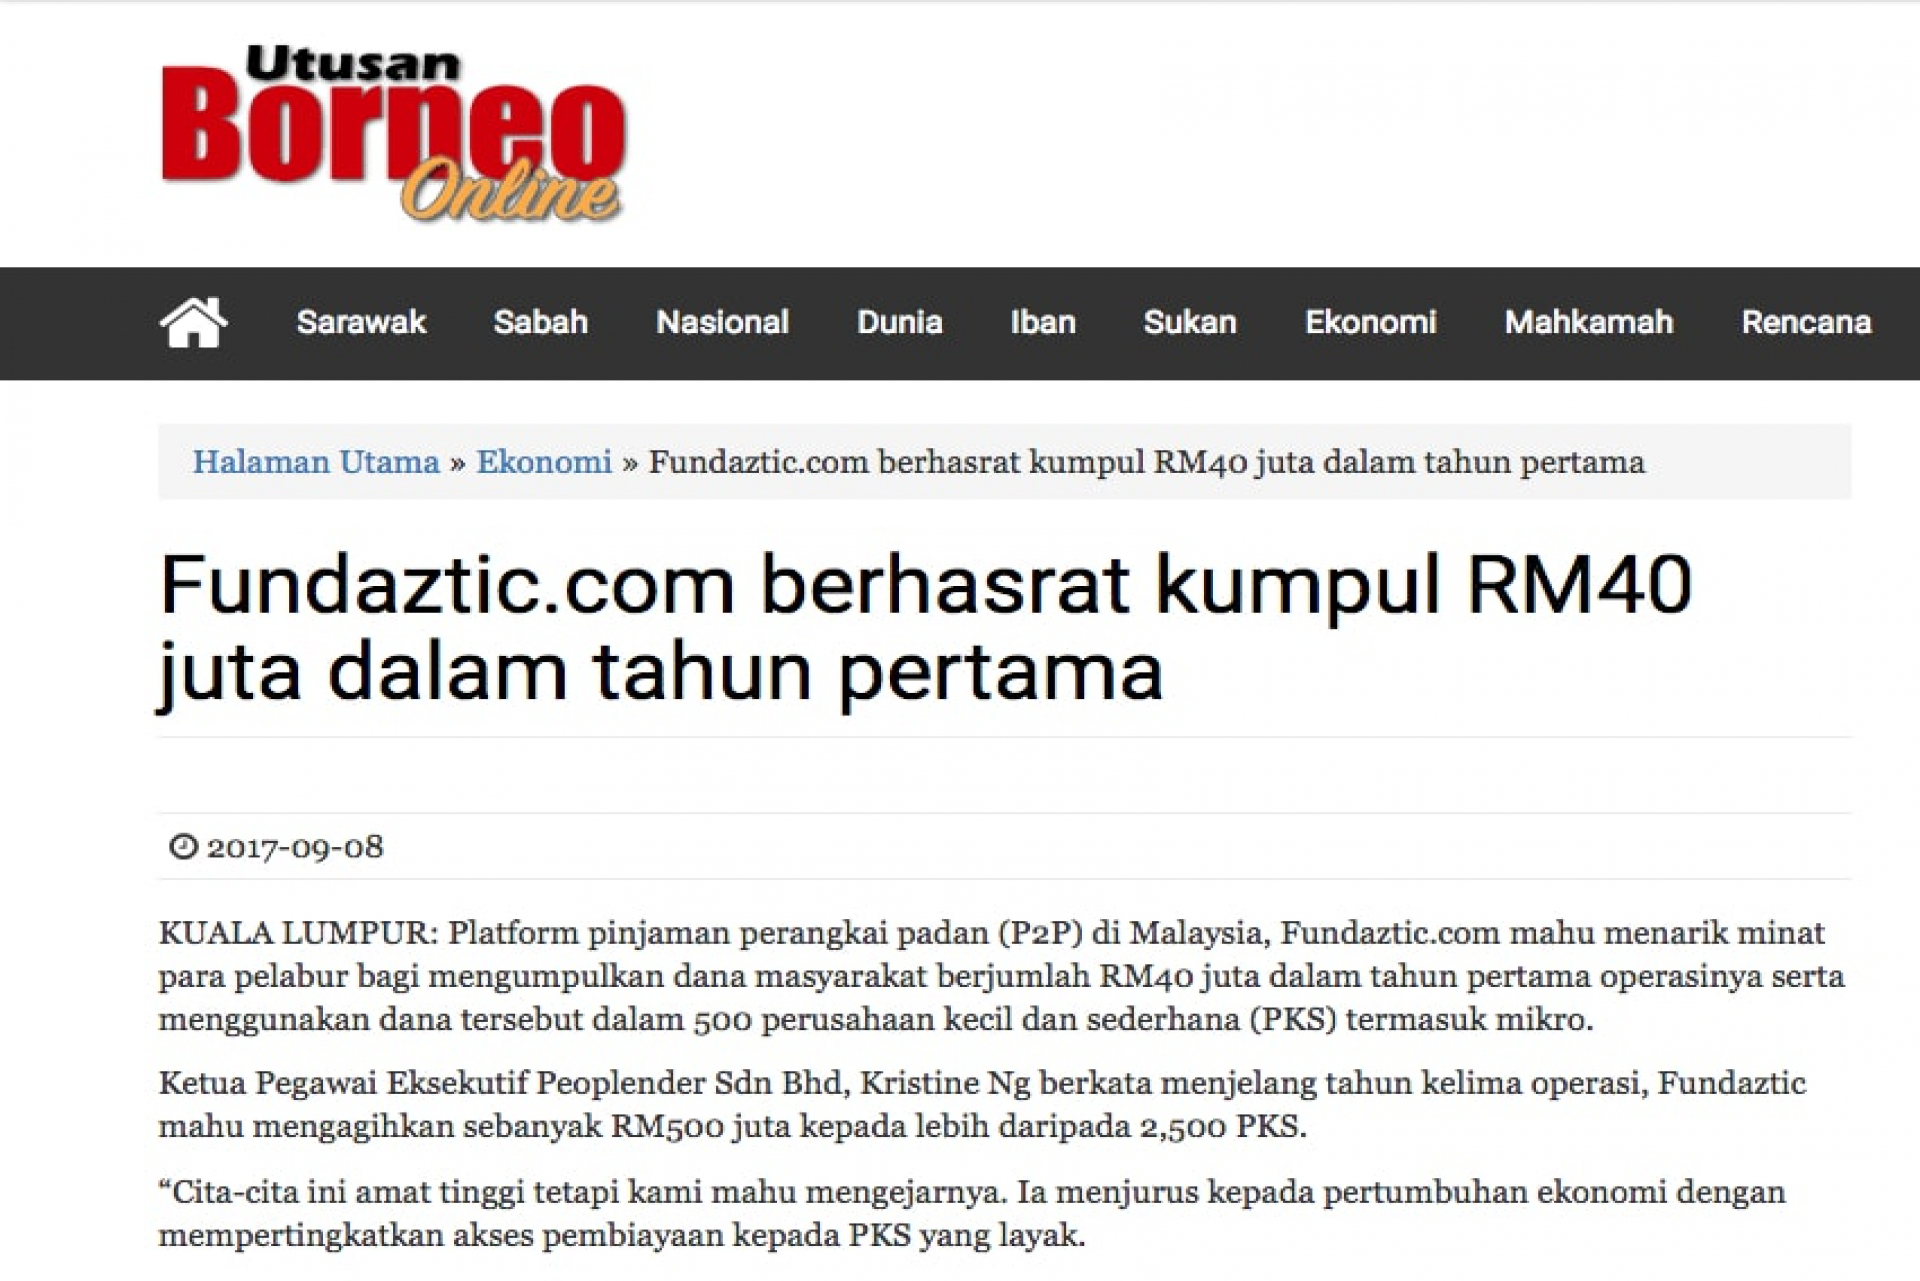 Utusan
Borneo
Online
Sarawak Sabah Nasional Dunia Iban Sukan Ekonomi Mahkamah Rencana
Halaman Utama » Ekonomi » Fundaztic.com berhasrat kumpul RM40 juta dalam tahun pertama
Fundaztic.com berhasrat kumpul RM40
juta dalam tahun pertama
2017-09-08
KUALA LUMPUR: Platform pinjaman perangkai padan (P2P) di Malaysia, Fundaztic.com mahu menarik minat
para pelabur bagi mengumpulkan dana masyarakat berjumlah RM40 juta dalam tahun pertama operasinya serta
menggunakan dana tersebut dalam 500 perusahaan kecil dan sederhana (PKS) termasuk mikro.
Ketua Pegawai Eksekutif Peoplender Sdn Bhd, Kristine Ng berkata menjelang tahun kelima operasi, Fundaztic
mahu mengagihkan sebanyak RM500 juta kepada lebih daripada 2,500 PKS.
“Cita-cita ini amat tinggi tetapi kami mahu mengejarnya. Ia menjurus kepada pertumbuhan ekonomi dengan
mempertingkatkan akses pembiayaan kepada PKS yang layak.